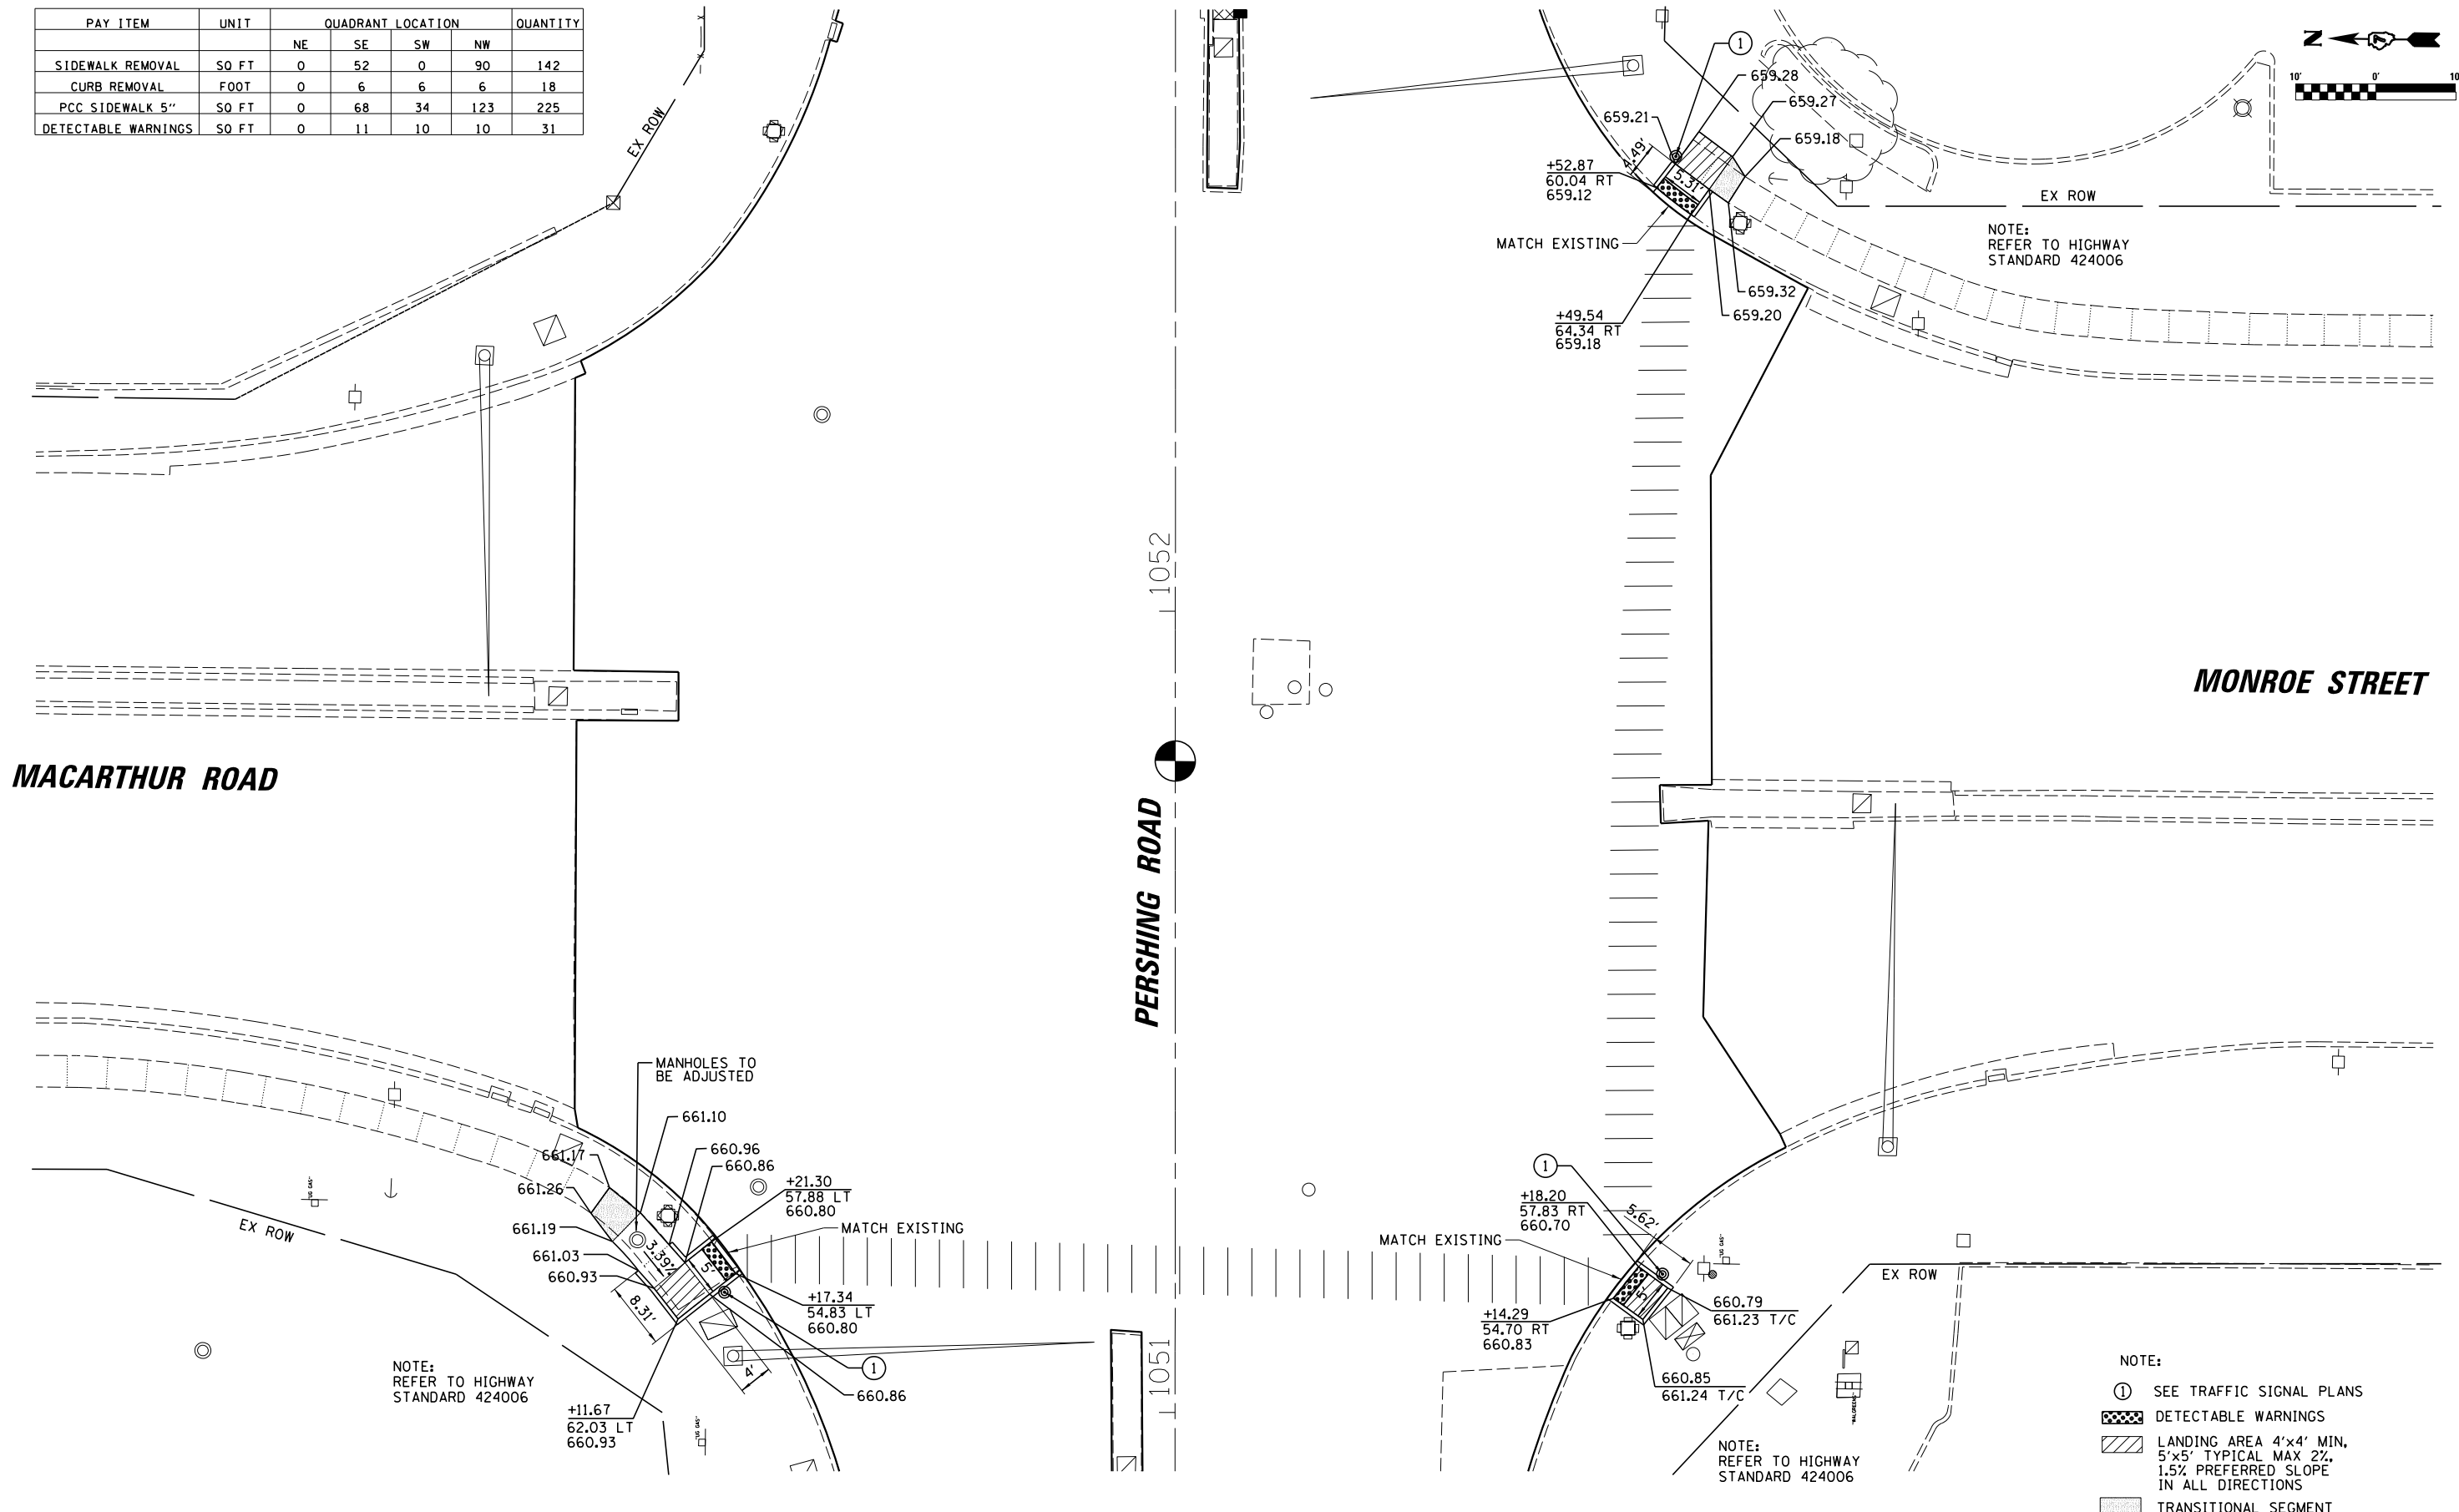 PAY ITEM UNIT QUADRANT LOCATION QUANTITY
NE SE SW NW
SIDEWALK REMOVAL SQ FT 0 52 0 90 142
CURB REMOVAL FOOT 0 6 6 6 18
PCC SIDEWALK 5" SQ FT 0 68 34 123 225
DETECTABLE WARNINGS SQ FT 0 11 10 10 31
EX ROW
1
659.28
659.27
659.21
659.18
4.49'
5.31'
+52.87
60.04 RT
659.12
MATCH EXISTING
+49.54
64.34 RT
659.18
659.32
659.20
N
10' 0' 10
EX ROW
NOTE:
REFER TO HIGHWAY
STANDARD 424006
1052
MONROE STREET
MACARTHUR ROAD
PERSHING ROAD
MANHOLES TO
BE ADJUSTED
661.10
660.96
660.86
661.17
661.26
661.19
661.03
660.93
EX ROW
"UG GAS"
+21.30
57.88 LT
660.80
MATCH EXISTING
3.39'
5'
8.31'
4'
+17.34
54.83 LT
660.80
1
660.86
+11.67
62.03 LT
660.93
NOTE:
REFER TO HIGHWAY
STANDARD 424006
"UG GAS"
1051
1
+18.20
57.83 RT
660.70
5.62'
"UG GAS"
MATCH EXISTING
5'
+14.29
54.70 RT
660.83
660.79
661.23 T/C
660.85
661.24 T/C
EX ROW
"WALGREENS"
NOTE:
REFER TO HIGHWAY
STANDARD 424006
NOTE:
1 SEE TRAFFIC SIGNAL PLANS
DETECTABLE WARNINGS
LANDING AREA 4'x4' MIN,
5'x5' TYPICAL MAX 2%,
1.5% PREFERRED SLOPE
IN ALL DIRECTIONS
TRANSITIONAL SEGMENT